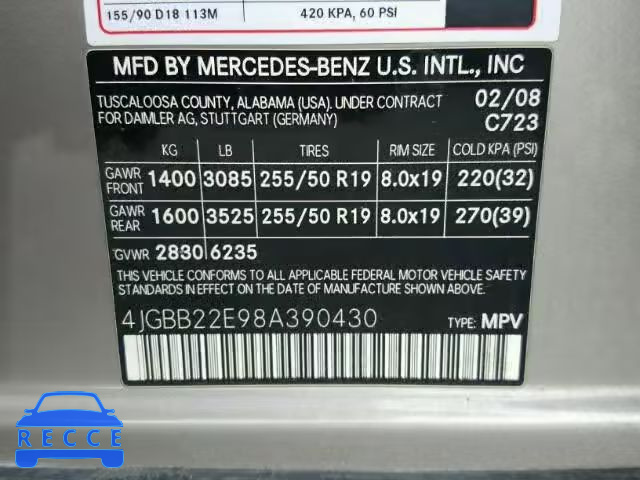 155/90 D18 113M 420 KPA, 60 PSI
MFD BY MERCEDES-BENZ U.S. INTL., INC
TUSCALOOSA COUNTY, ALABAMA (USA). UNDER CONTRACT 02/08
FOR DAIMLER AG, STUTTGART (GERMANY) C723
KG LB TIRES RIM SIZE COLD KPA (PSI)
GAWR FRONT 1400 3085 255/50 R19 8.0x19 220(32)
GAWR REAR 1600 3525 255/50 R19 8.0x19 270(39)
GVWR 2830 6235
THIS VEHICLE CONFORMS TO ALL APPLICABLE FEDERAL MOTOR VEHICLE SAFETY
STANDARDS IN EFFECT ON THE DATE OF MANUFACTURE SHOWN ABOVE.
4JGBB22E98A390430 TYPE: MPV
RECCE